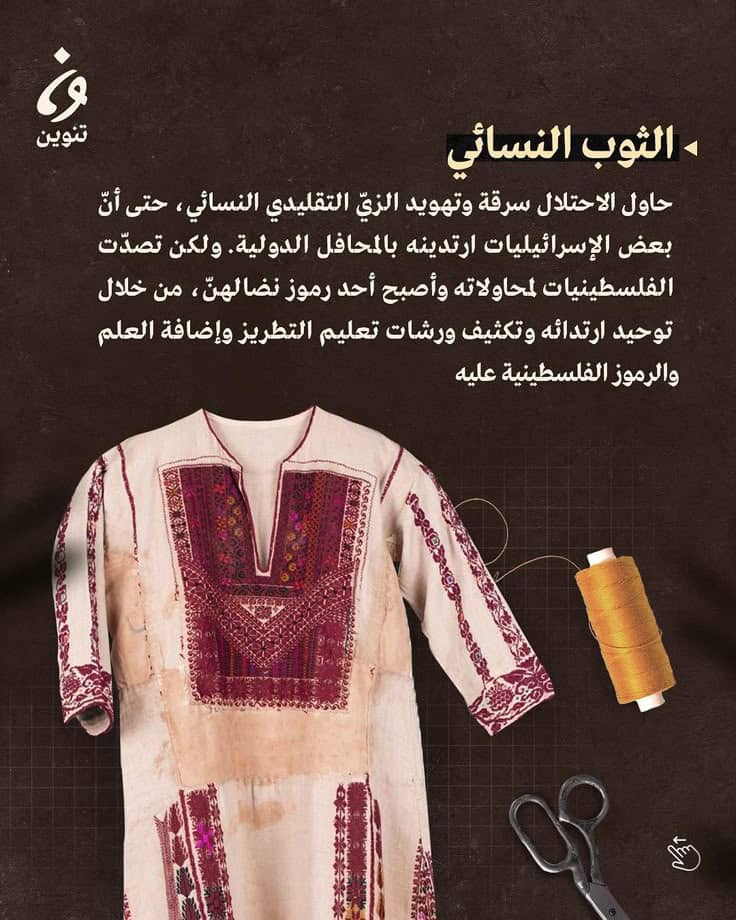 تنوين
الثوب النسائي
حاول الاحتلال سرقة وتهويد الزيّ التقليدي النسائي، حتى أنّ
بعض الإسرائيليات ارتدينه بالمحافل الدولية. ولكن تصدّت
الفلسطينيات لمحاولاته وأصبح أحد رموز نضالهنّ، من خلال
توحيد ارتدائه وتكثيف ورشات تعليم التطريز وإضافة العلم
والرموز الفلسطينية عليه